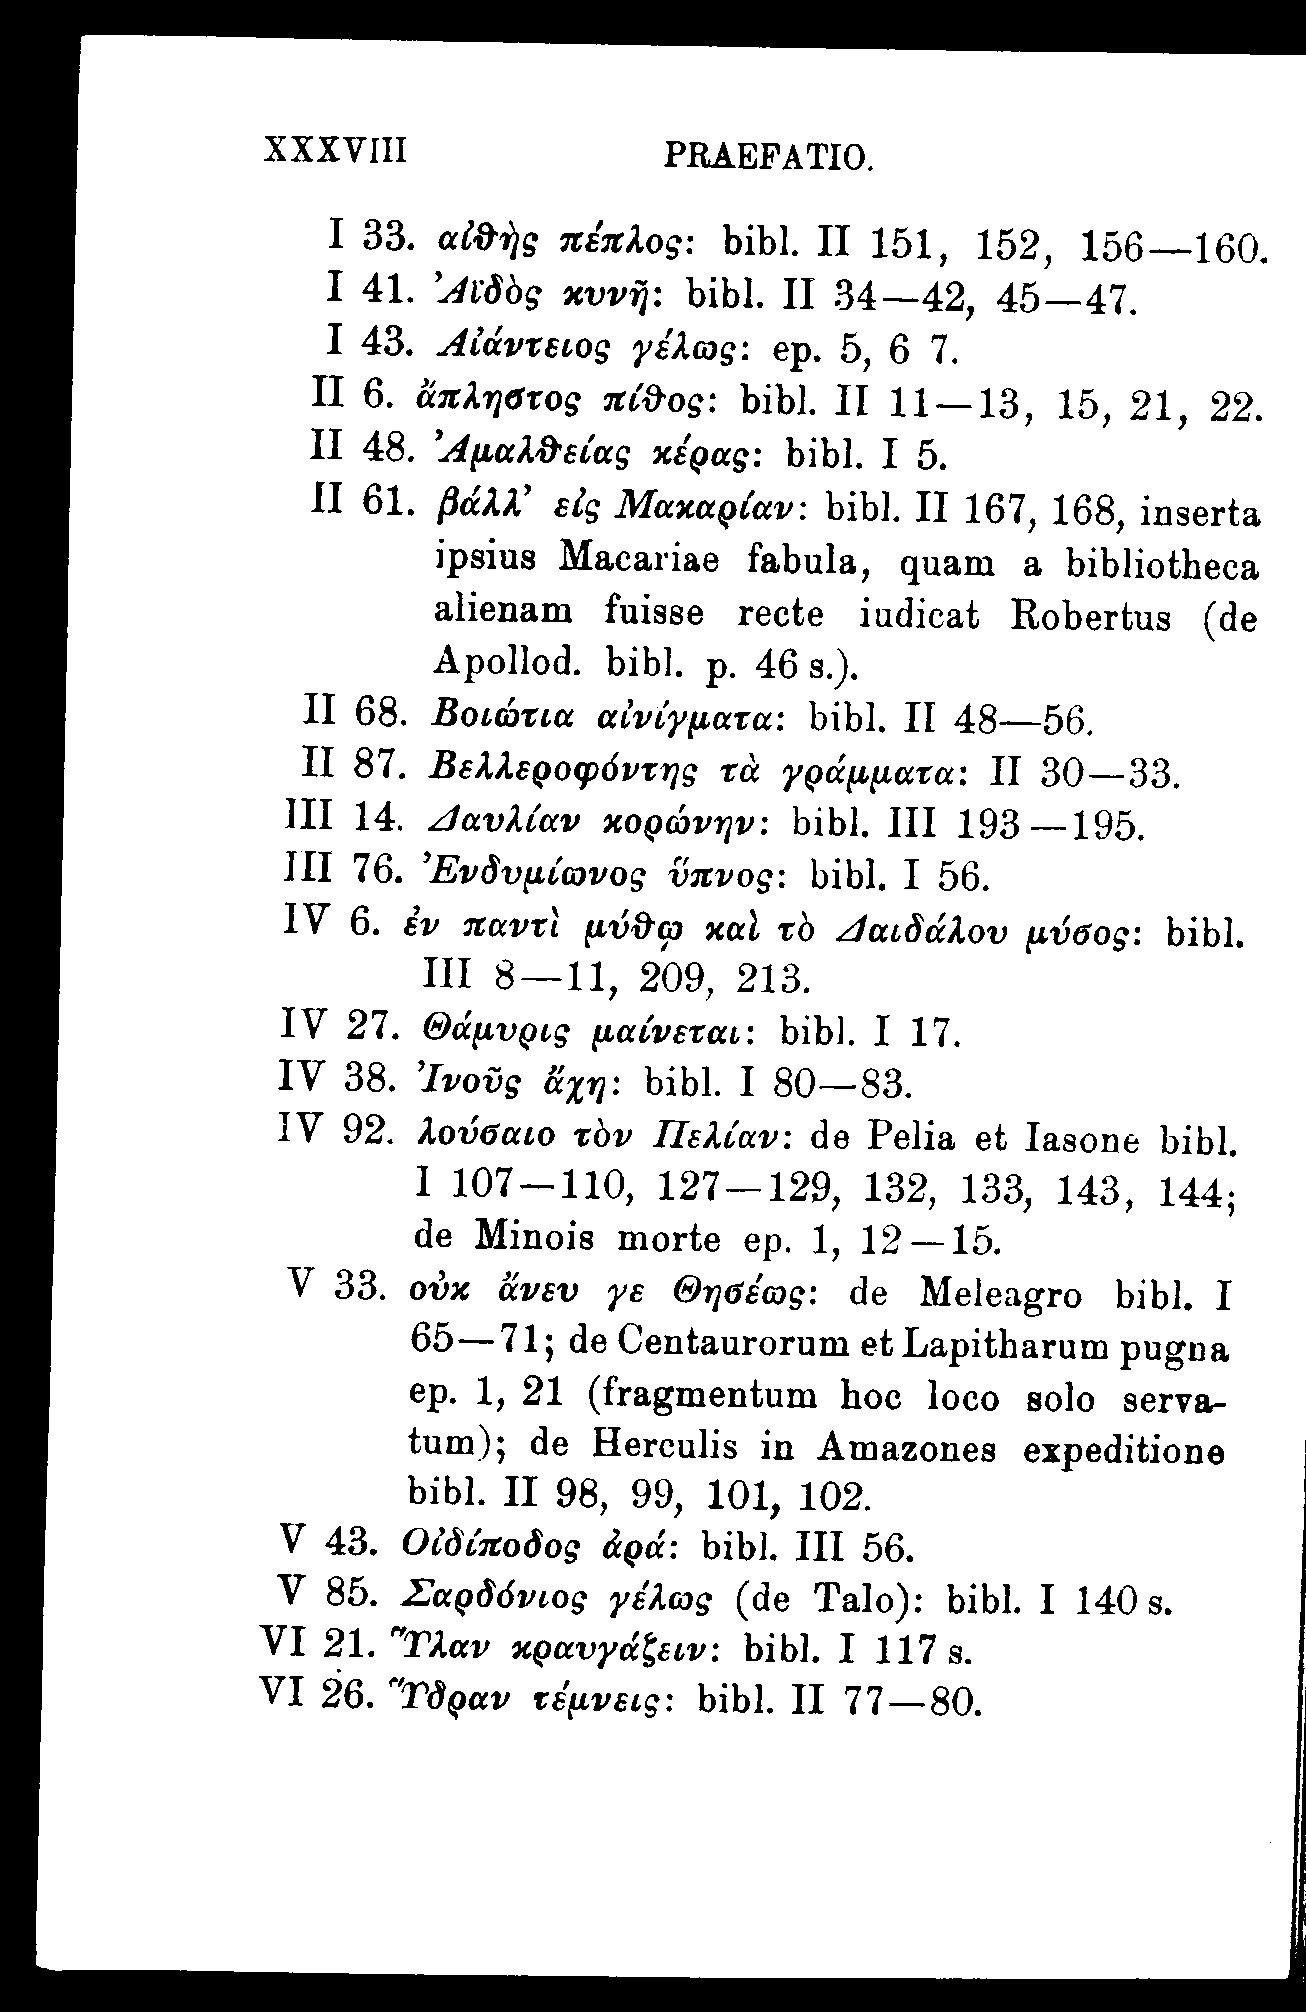 XXXVIII PRAEFATIO.
I 33. αἰθὴς πέπλος: bibl. II 151, 152, 156—160.
I 41. Ἀϊδὸς κυνῆ: bibl. II 34—42, 45—47.
I 43. Αἰάντειος γέλως: ep. 5, 6 7.
II 6. ἄπληστος πίθος: bibl. II 11—13, 15, 21, 22.
II 48. Ἀμαλθείας κέρας: bibl. I 5.
II 61. βάλλ’ εἰς Μακαρίαν: bibl. II 167, 168, inserta
ipsius Macariae fabula, quam a bibliotheca
alienam fuisse recte iudicat Robertus (de
Apollod. bibl. p. 46 s.).
II 68. Βοιώτια αἰνίγματα: bibl. II 48—56.
II 87. Βελλεροφόντης τὰ γράμματα: II 30—33.
III 14. Δαυλίαν κορώνην: bibl. III 193—195.
III 76. Ἐνδυμίωνος ὕπνος: bibl. I 56.
IV 6. ἐν παντὶ μύθῳ καὶ τὸ Δαιδάλου μύσος: bibl.
III 8—11, 209, 213.
IV 27. Θάμυρις μαίνεται: bibl. I 17.
IV 38. Ἰνοῦς ἄχη: bibl. I 80—83.
IV 92. λούσαιο τὸν Πελίαν: de Pelia et Iasone bibl.
I 107—110, 127—129, 132, 133, 143, 144;
de Minois morte ep. 1, 12—15.
V 33. οὐκ ἄνευ γε Θησέως: de Meleagro bibl. I
65—71; de Centaurorum et Lapitharum pugna
ep. 1, 21 (fragmentum hoc loco solo serva-
tum); de Herculis in Amazones expeditione
bibl. II 98, 99, 101, 102.
V 43. Οἰδίποδος ἀρά: bibl. III 56.
V 85. Σαρδόνιος γέλως (de Talo): bibl. I 140 s.
VI 21. Ὕλαν κραυγάζειν: bibl. I 117 s.
VI 26. Ὕδραν τέμνεις: bibl. II 77—80.